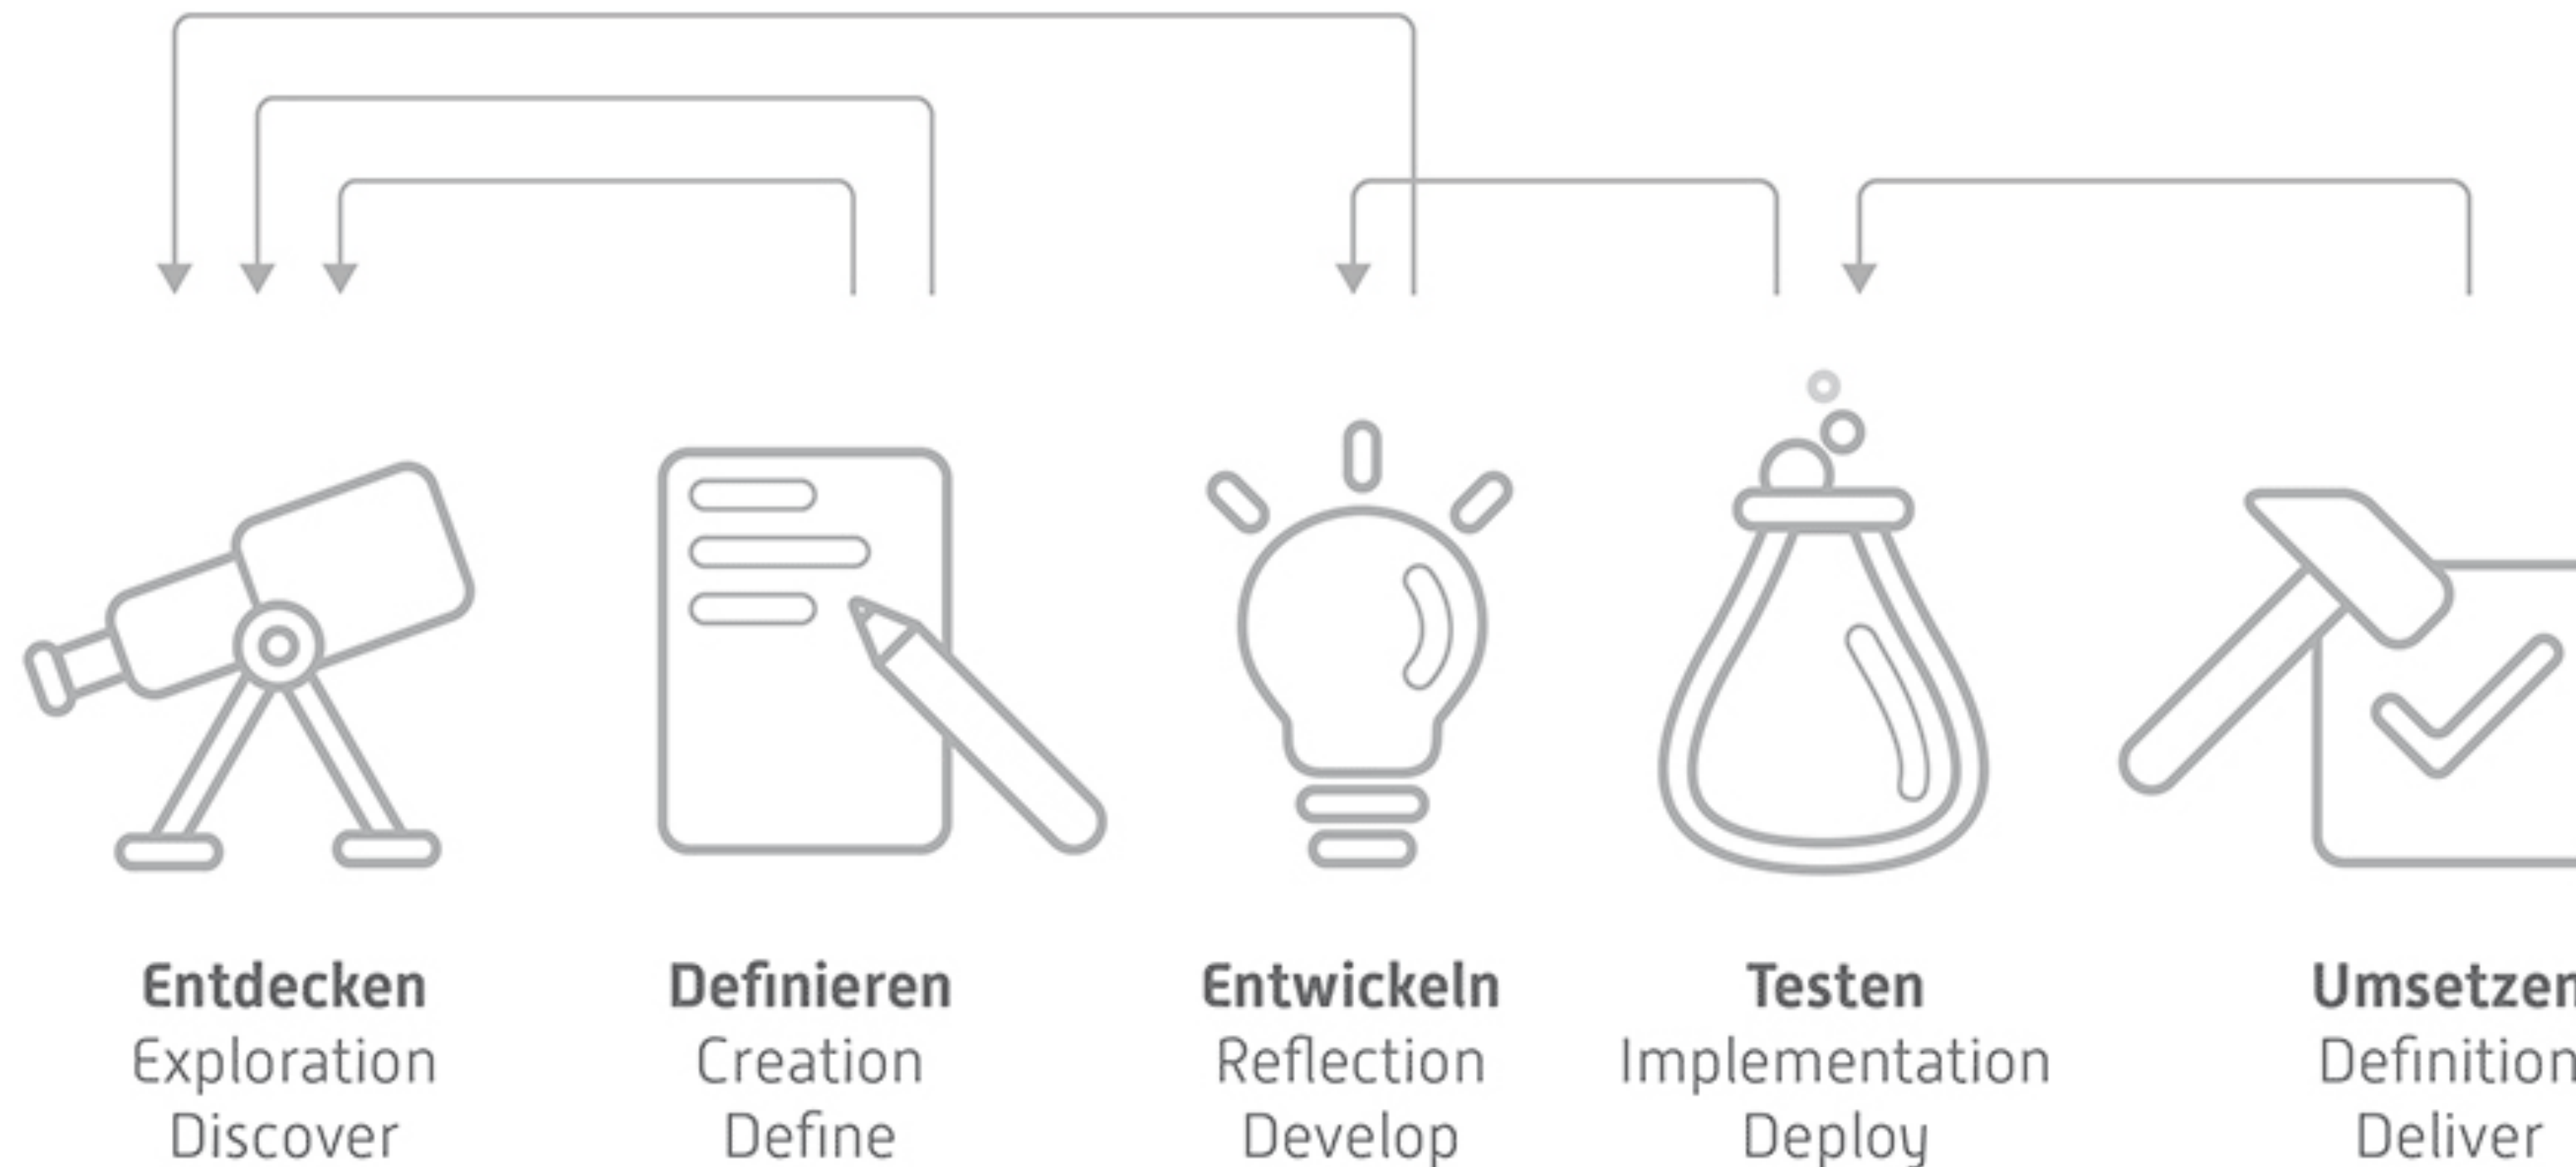 Entdecken
Exploration
Discover
Definieren
Creation
Define
Entwickeln
Reflection
Develop
Testen
Implementation
Deploy
Umsetzen
Definition
Deliver